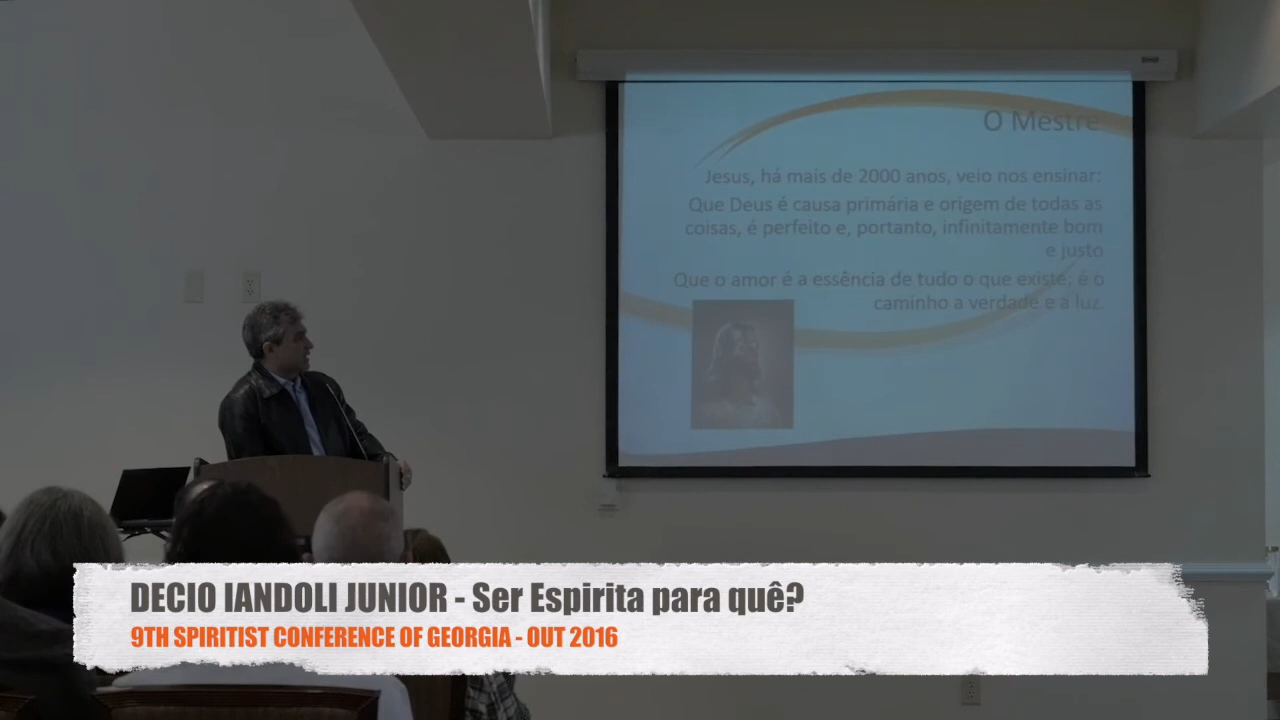 O Mestre
Jesus, há mais de 2000 anos, veio nos ensinar:
Que Deus é causa primária e origem de todas as
coisas, é perfeito e, portanto, infinitamente bom
e justo
Que o amor é a essência de tudo o que existe: é o
caminho a verdade e a luz.
DECIO IANDOLI JUNIOR - Ser Espirita para quê?
9TH SPIRITIST CONFERENCE OF GEORGIA - OUT 2016